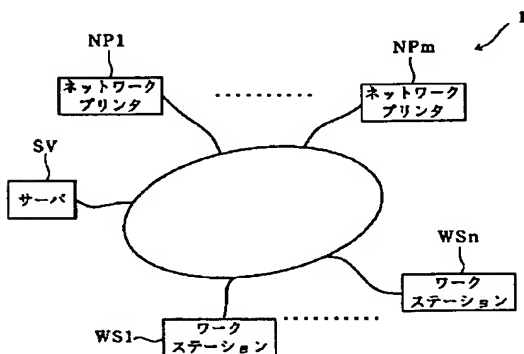 1
NP1
NPm
ネットワーク
プリンタ
ネットワーク
プリンタ
SV
サーバ
WSn
ワーク
ステーション
WS1
ワーク
ステーション